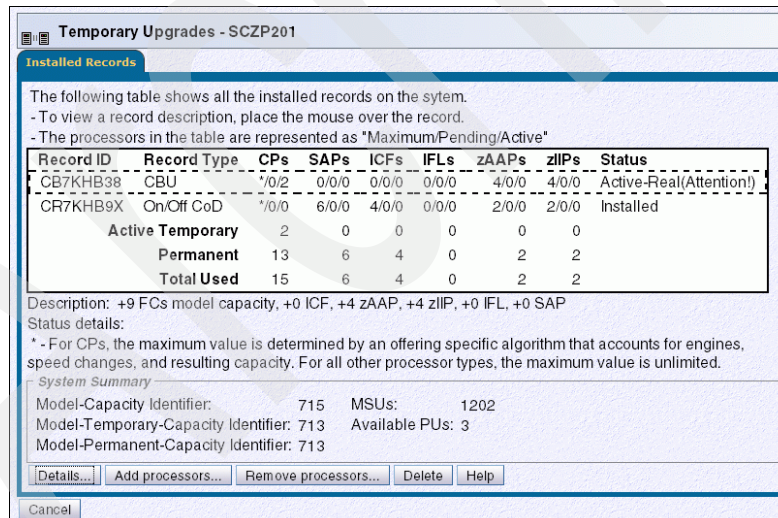 Temporary Upgrades - SCZP201
Installed Records
The following table shows all the installed records on the sytem.
- To view a record description, place the mouse over the record.
- The processors in the table are represented as "Maximum/Pending/Active"
Record ID Record Type CPs SAPs ICFs IFLs zAAPs zIIPs Status
CB7KHB38 CBU */0/2 0/0/0 0/0/0 0/0/0 4/0/0 4/0/0 Active-Real(Attention!)
CR7KHB9X On/Off CoD */0/0 6/0/0 4/0/0 0/0/0 2/0/0 2/0/0 Installed
Active Temporary 2 0 0 0 0 0
Permanent 13 6 4 0 2 2
Total Used 15 6 4 0 2 2
Description: +9 FCs model capacity, +0 ICF, +4 zAAP, +4 zIIP, +0 IFL, +0 SAP
Status details:
* - For CPs, the maximum value is determined by an offering specific algorithm that accounts for engines,
speed changes, and resulting capacity. For all other processor types, the maximum value is unlimited.
System Summary
Model-Capacity Identifier: 715 MSUs: 1202
Model-Temporary-Capacity Identifier: 713 Available PUs: 3
Model-Permanent-Capacity Identifier: 713
Details... Add processors... Remove processors... Delete Help
Cancel